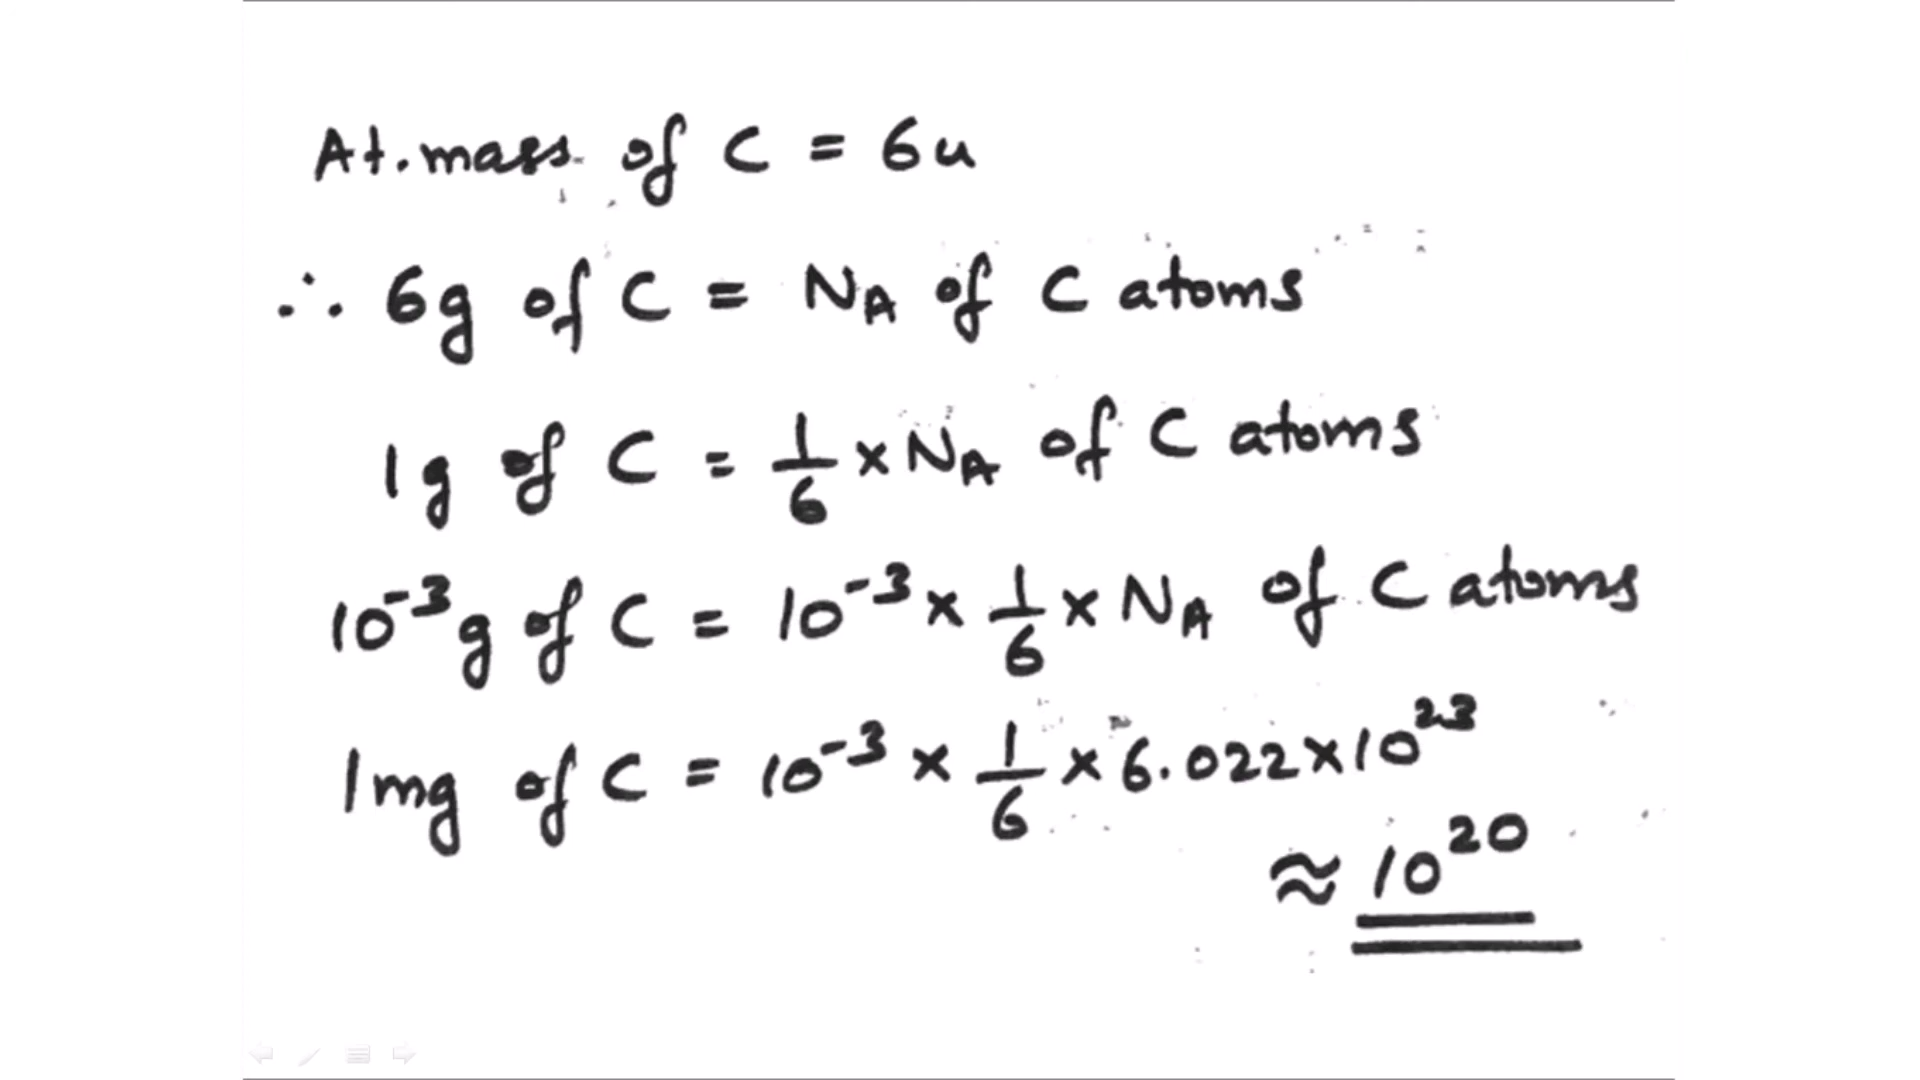 At. mass of C = 6u
∴ 6g of C = N_A of C atoms
1g of C = 1/6 × N_A of C atoms
10^-3 g of C = 10^-3 × 1/6 × N_A of C atoms
1mg of C = 10^-3 × 1/6 × 6.022×10^23
≈ 10^20